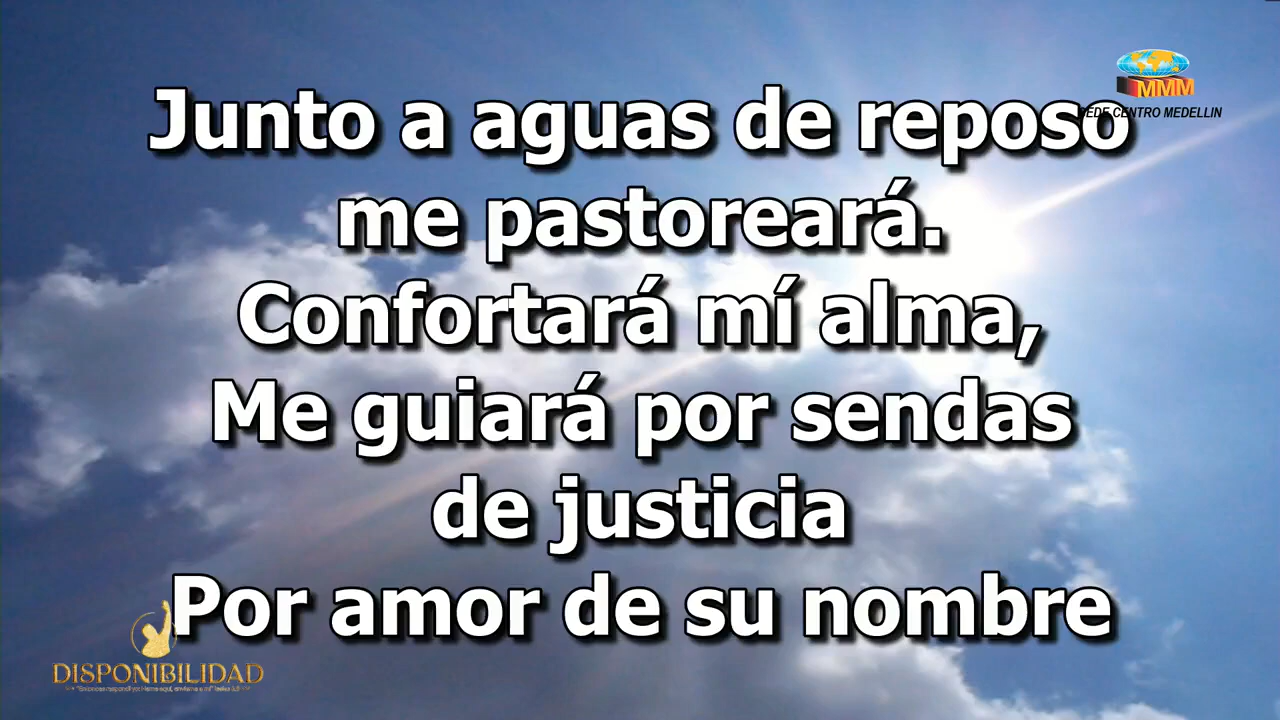 MMM
SEDE CENTRO MEDELLIN
Junto a aguas de reposo
me pastoreará.
Confortará mí alma,
Me guiará por sendas
de justicia
Por amor de su nombre
DISPONIBILIDAD